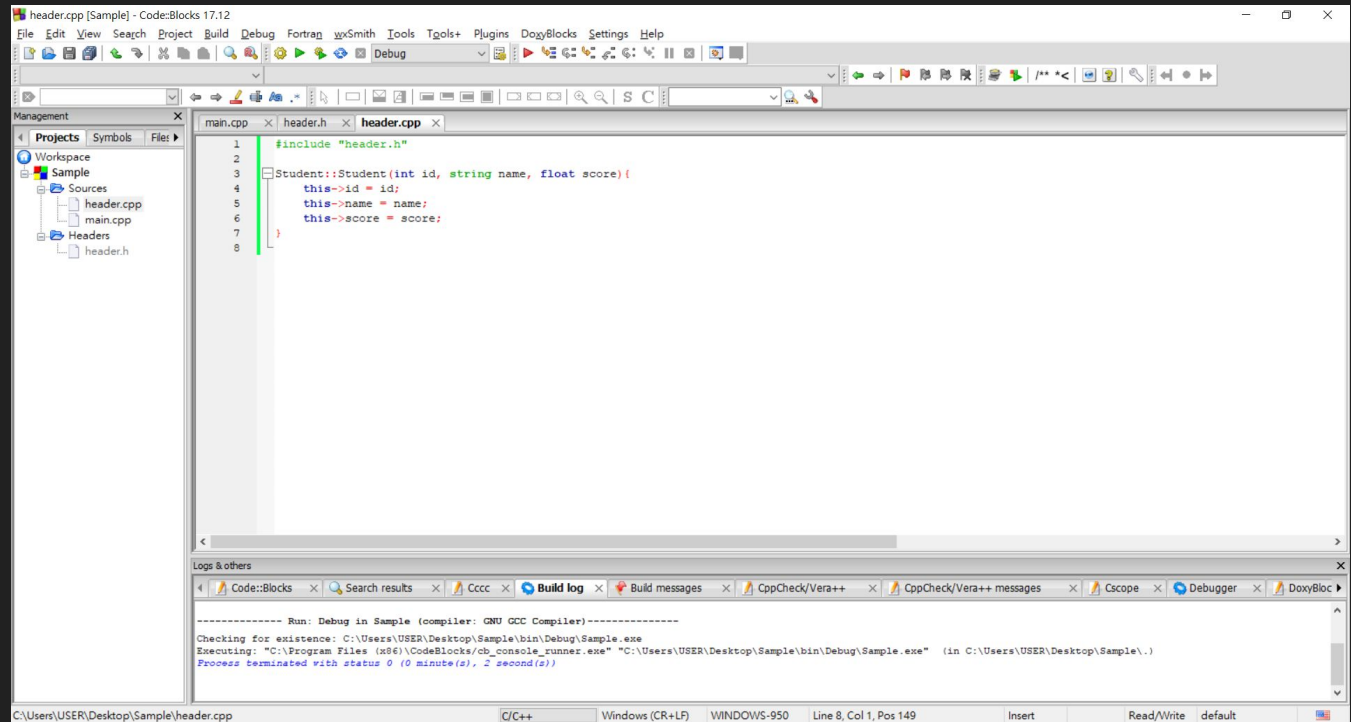 header.cpp [Sample] - Code::Blocks 17.12
File Edit View Search Project Build Debug Fortran wxSmith Tools Tools+ Plugins DoxyBlocks Settings Help
Debug
/** *<
S C
Management
main.cpp header.h header.cpp
Projects Symbols Files
Workspace
Sample
Sources
header.cpp
main.cpp
Headers
header.h
1 #include "header.h"
2
3 Student::Student(int id, string name, float score){
4 this->id = id;
5 this->name = name;
6 this->score = score;
7 }
8
Logs & others
Code::Blocks Search results Cccc Build log Build messages CppCheck/Vera++ CppCheck/Vera++ messages Cscope Debugger DoxyBloc
-------------- Run: Debug in Sample (compiler: GNU GCC Compiler)---------------
Checking for existence: C:\Users\USER\Desktop\Sample\bin\Debug\Sample.exe
Executing: "C:\Program Files (x86)\CodeBlocks/cb_console_runner.exe" "C:\Users\USER\Desktop\Sample\bin\Debug\Sample.exe" (in C:\Users\USER\Desktop\Sample\.)
Process terminated with status 0 (0 minute(s), 2 second(s))
C:\Users\USER\Desktop\Sample\header.cpp C/C++ Windows (CR+LF) WINDOWS-950 Line 8, Col 1, Pos 149 Insert Read/Write default